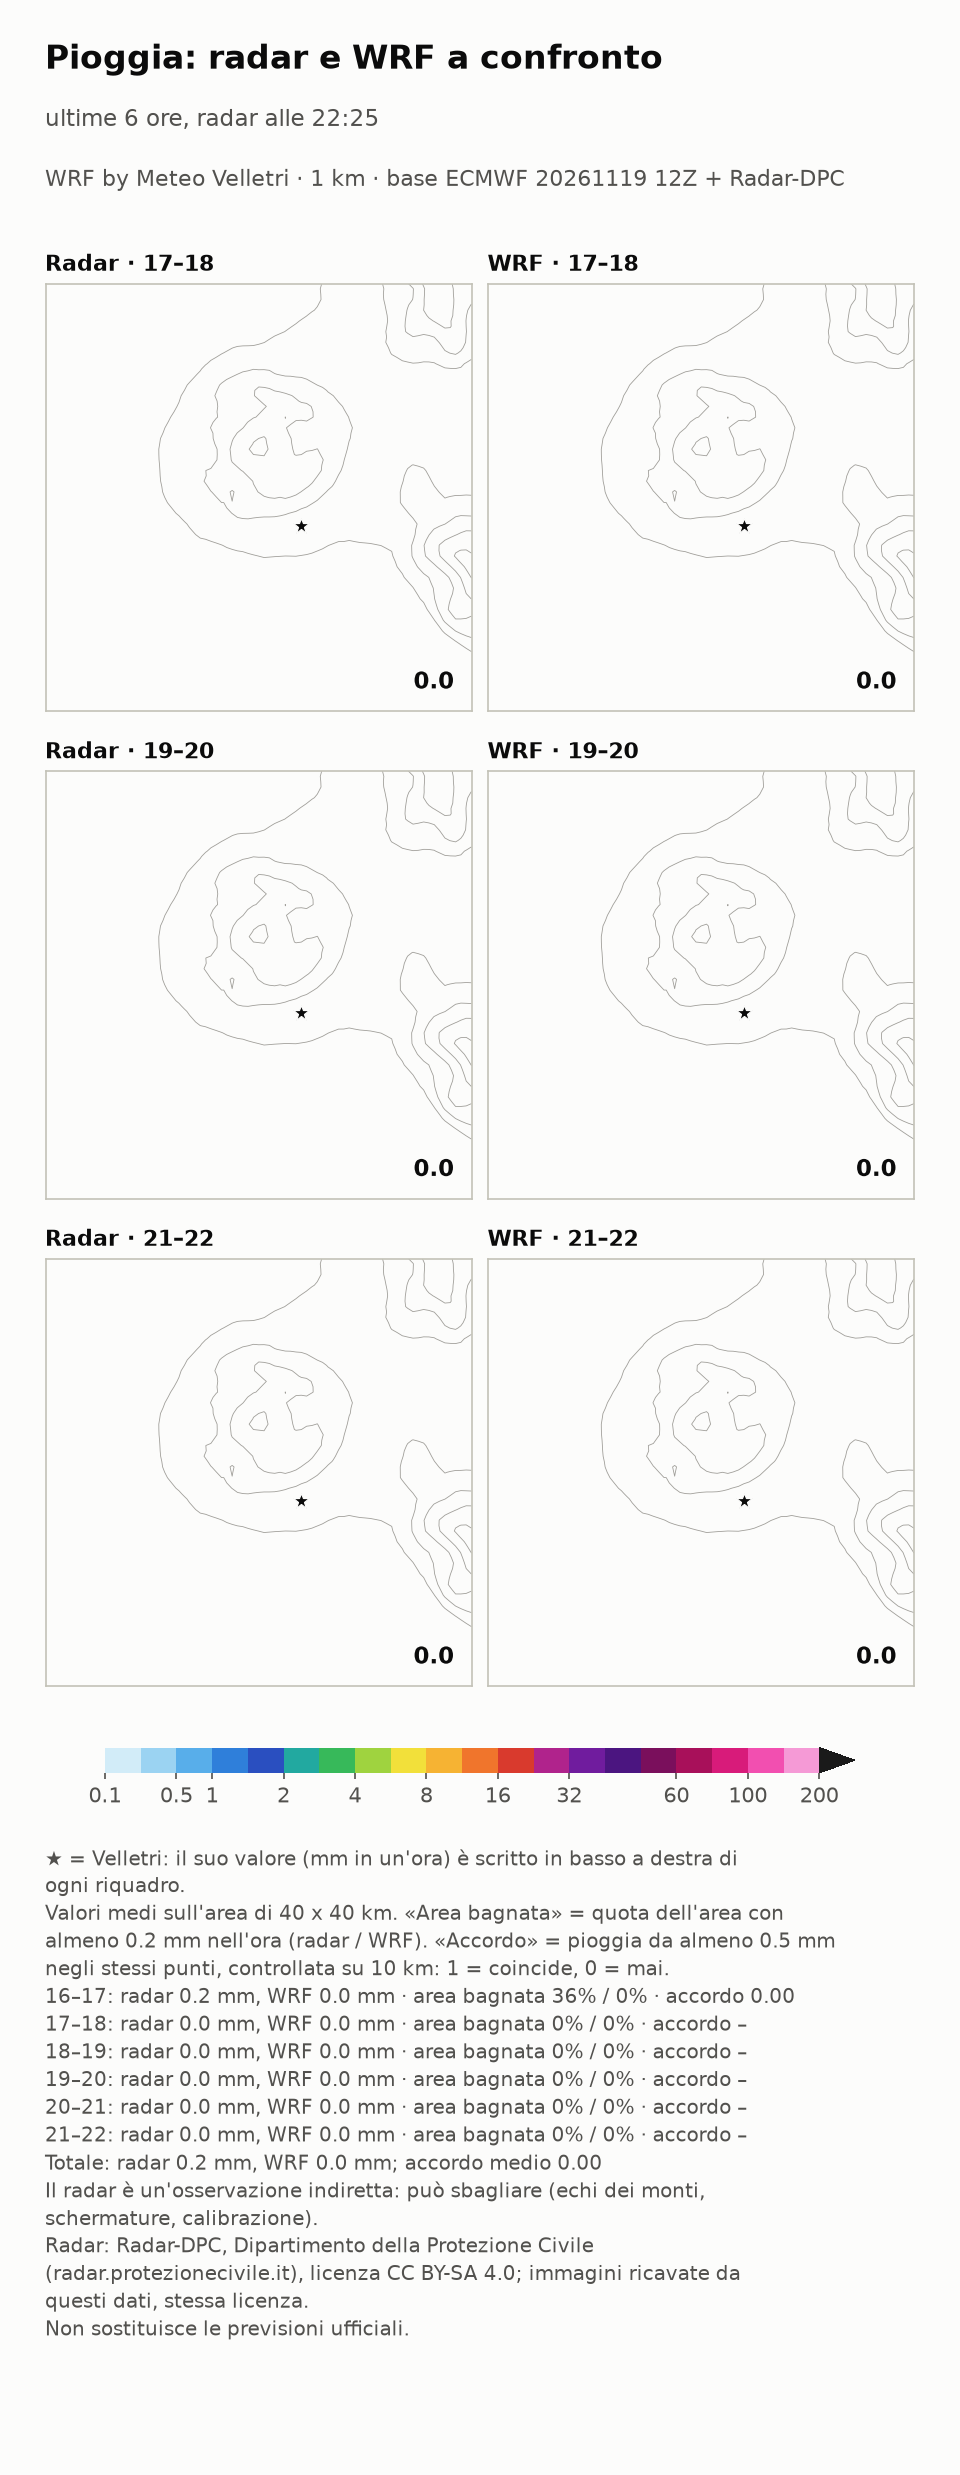 Pioggia: radar e WRF a confronto
ultime 6 ore, radar alle 22:25
WRF by Meteo Velletri · 1 km · base ECMWF 20261119 12Z + Radar-DPC
Radar · 17–18
WRF · 17–18
0.0
0.0
Radar · 19–20
WRF · 19–20
0.0
0.0
Radar · 21–22
WRF · 21–22
0.0
0.0
0.1 0.5 1 2 4 8 16 32 60 100 200
★ = Velletri: il suo valore (mm in un'ora) è scritto in basso a destra di
ogni riquadro.
Valori medi sull'area di 40 x 40 km. «Area bagnata» = quota dell'area con
almeno 0.2 mm nell'ora (radar / WRF). «Accordo» = pioggia da almeno 0.5 mm
negli stessi punti, controllata su 10 km: 1 = coincide, 0 = mai.
16–17: radar 0.2 mm, WRF 0.0 mm · area bagnata 36% / 0% · accordo 0.00
17–18: radar 0.0 mm, WRF 0.0 mm · area bagnata 0% / 0% · accordo –
18–19: radar 0.0 mm, WRF 0.0 mm · area bagnata 0% / 0% · accordo –
19–20: radar 0.0 mm, WRF 0.0 mm · area bagnata 0% / 0% · accordo –
20–21: radar 0.0 mm, WRF 0.0 mm · area bagnata 0% / 0% · accordo –
21–22: radar 0.0 mm, WRF 0.0 mm · area bagnata 0% / 0% · accordo –
Totale: radar 0.2 mm, WRF 0.0 mm; accordo medio 0.00
Il radar è un'osservazione indiretta: può sbagliare (echi dei monti,
schermature, calibrazione).
Radar: Radar-DPC, Dipartimento della Protezione Civile
(radar.protezionecivile.it), licenza CC BY-SA 4.0; immagini ricavate da
questi dati, stessa licenza.
Non sostituisce le previsioni ufficiali.